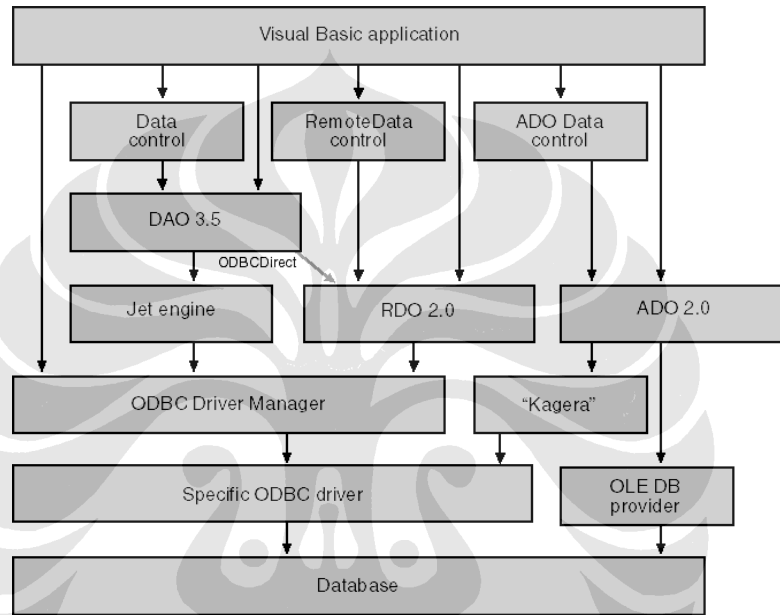 Visual Basic application
Data
control
RemoteData
control
ADO Data
control
DAO 3.5
ODBCDirect
Jet engine
RDO 2.0
ADO 2.0
ODBC Driver Manager
“Kagera”
Specific ODBC driver
OLE DB
provider
Database